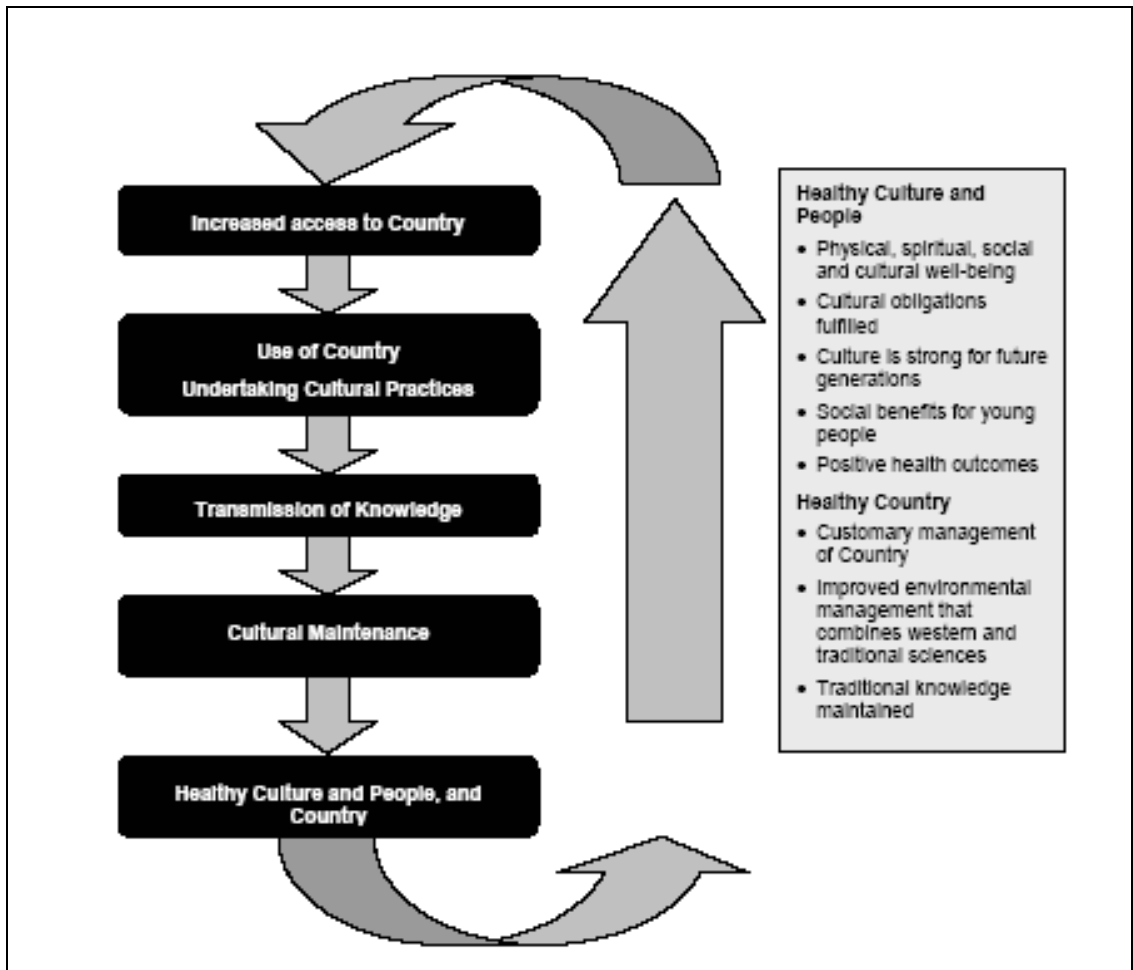 Increased access to Country
Use of Country
Undertaking Cultural Practices
Transmission of Knowledge
Cultural Maintenance
Healthy Culture and People, and
Country
Healthy Culture and
People
• Physical, spiritual, social
and cultural well-being
• Cultural obligations
fulfilled
• Culture is strong for future
generations
• Social benefits for young
people
• Positive health outcomes
Healthy Country
• Customary management
of Country
• Improved environmental
management that
combines western and
traditional sciences
• Traditional knowledge
maintained